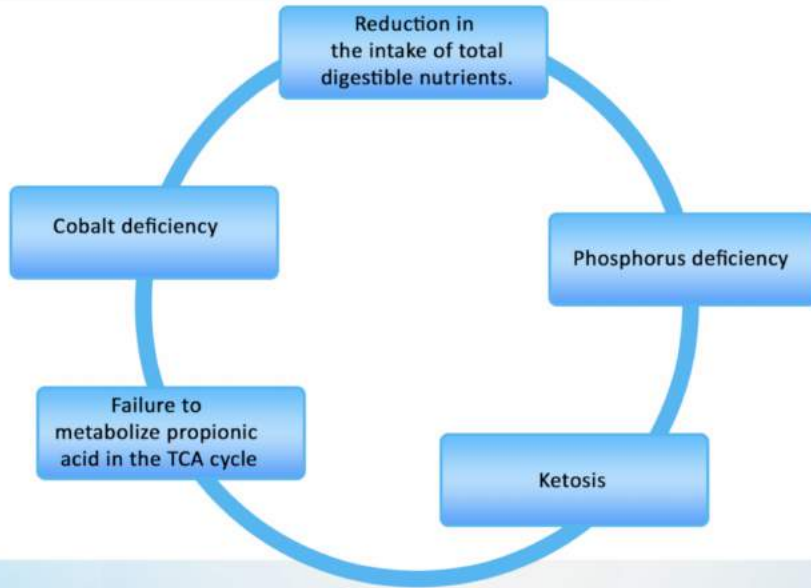 Reduction in
the intake of total
digestible nutrients.
Cobalt deficiency
Phosphorus deficiency
Failure to
metabolize propionic
acid in the TCA cycle
Ketosis